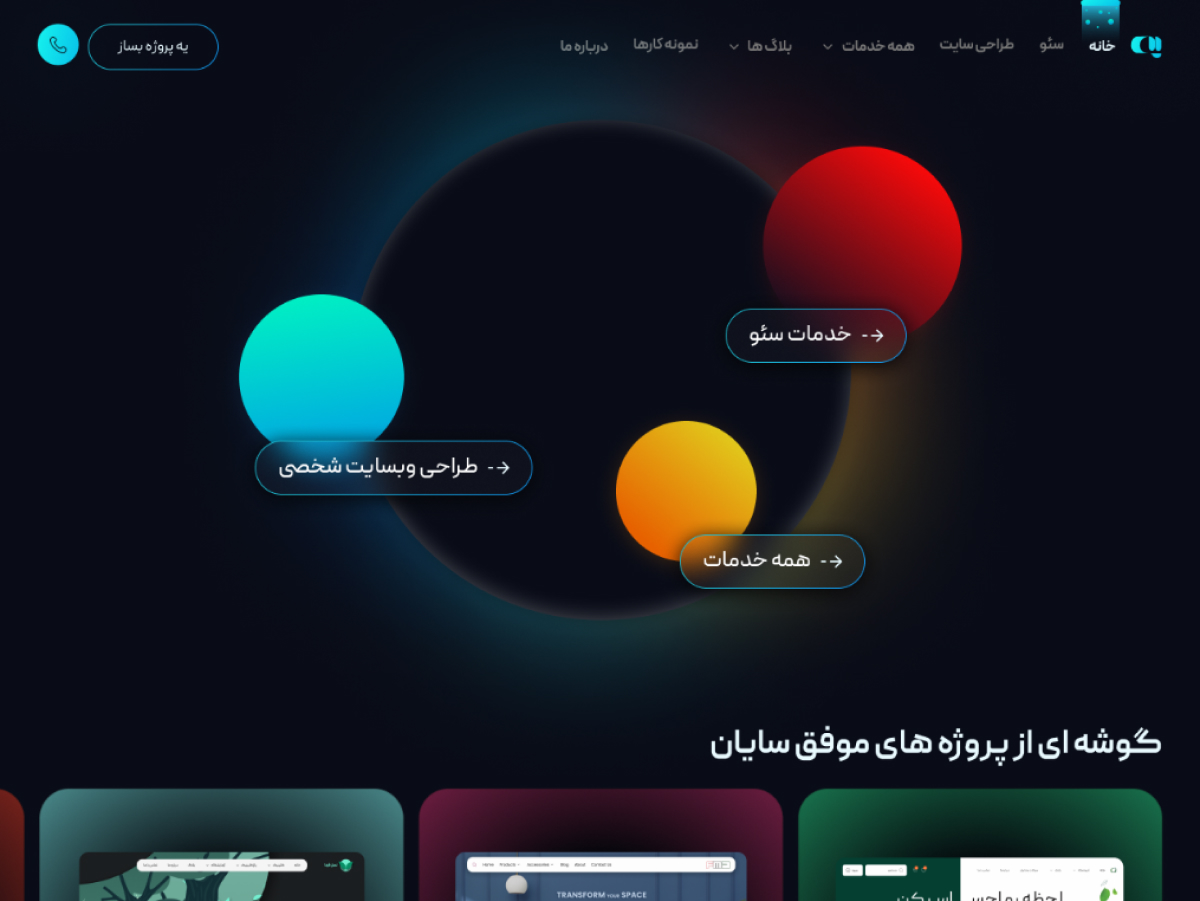 خانه
سئو
طراحی سایت
همه خدمات
بلاگ ها
نمونه کارها
درباره ما
یه پروژه بساز
خدمات سئو
طراحی وبسایت شخصی
همه خدمات
گوشه ای از پروژه های موفق سایان
Home Products Accessories Blog About Contact Us
TRANSFORM YOUR SPACE